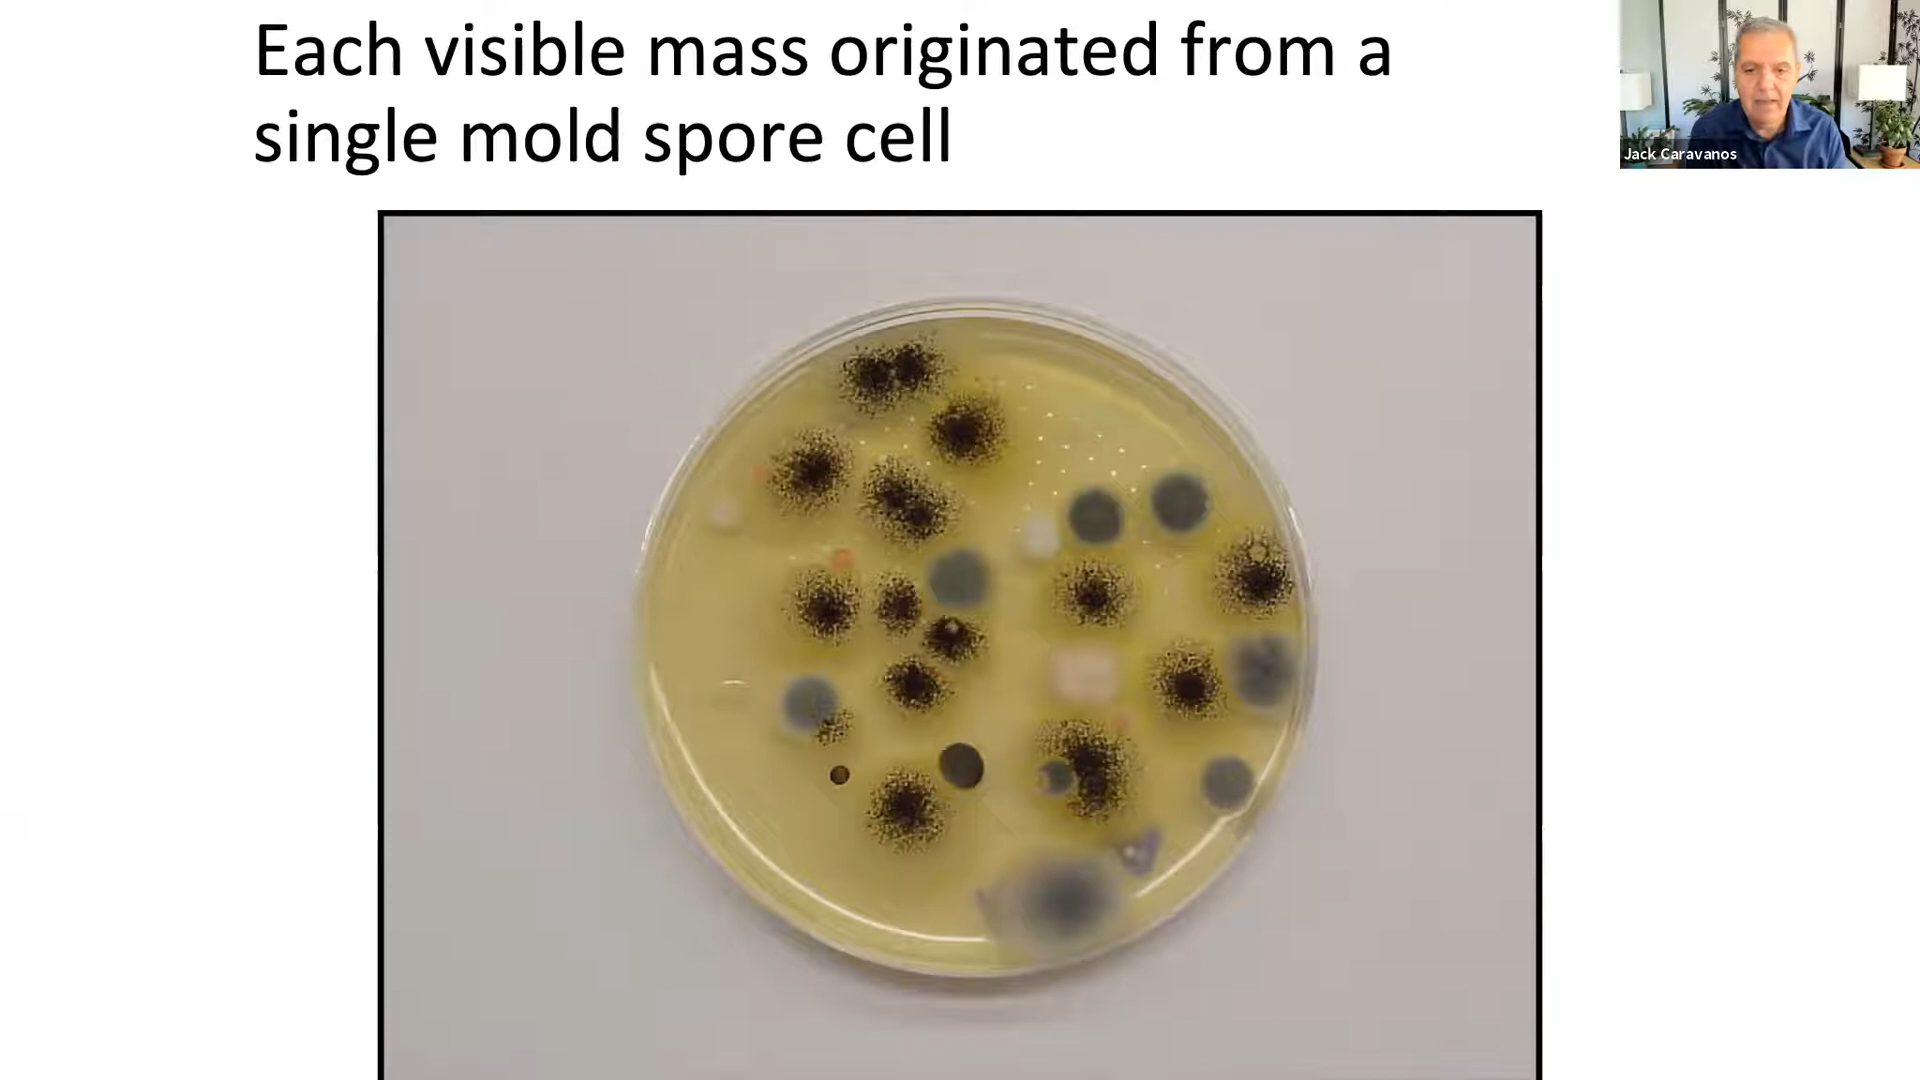 Each visible mass originated from a
single mold spore cell
Jack Caravanos